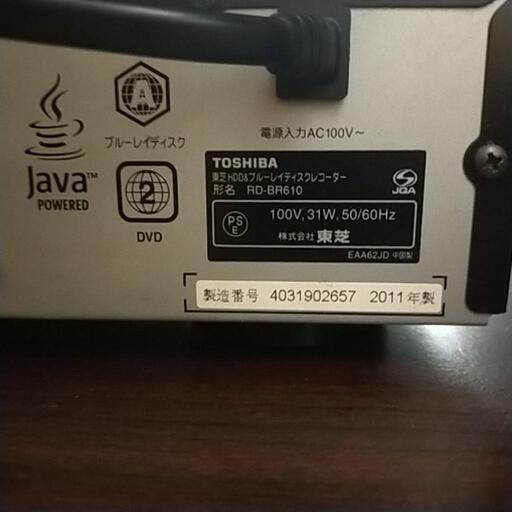 Java™
POWERED
A
ブルーレイディスク
2
DVD
電源入力AC100V～
TOSHIBA
東芝HDD&ブルーレイディスクレコーダー
形名 RD-BR610
JQA
PS
E
100V, 31W, 50/60Hz
株式会社 東芝
EAA62JD 中国製
製造番号 4031902657 2011年製